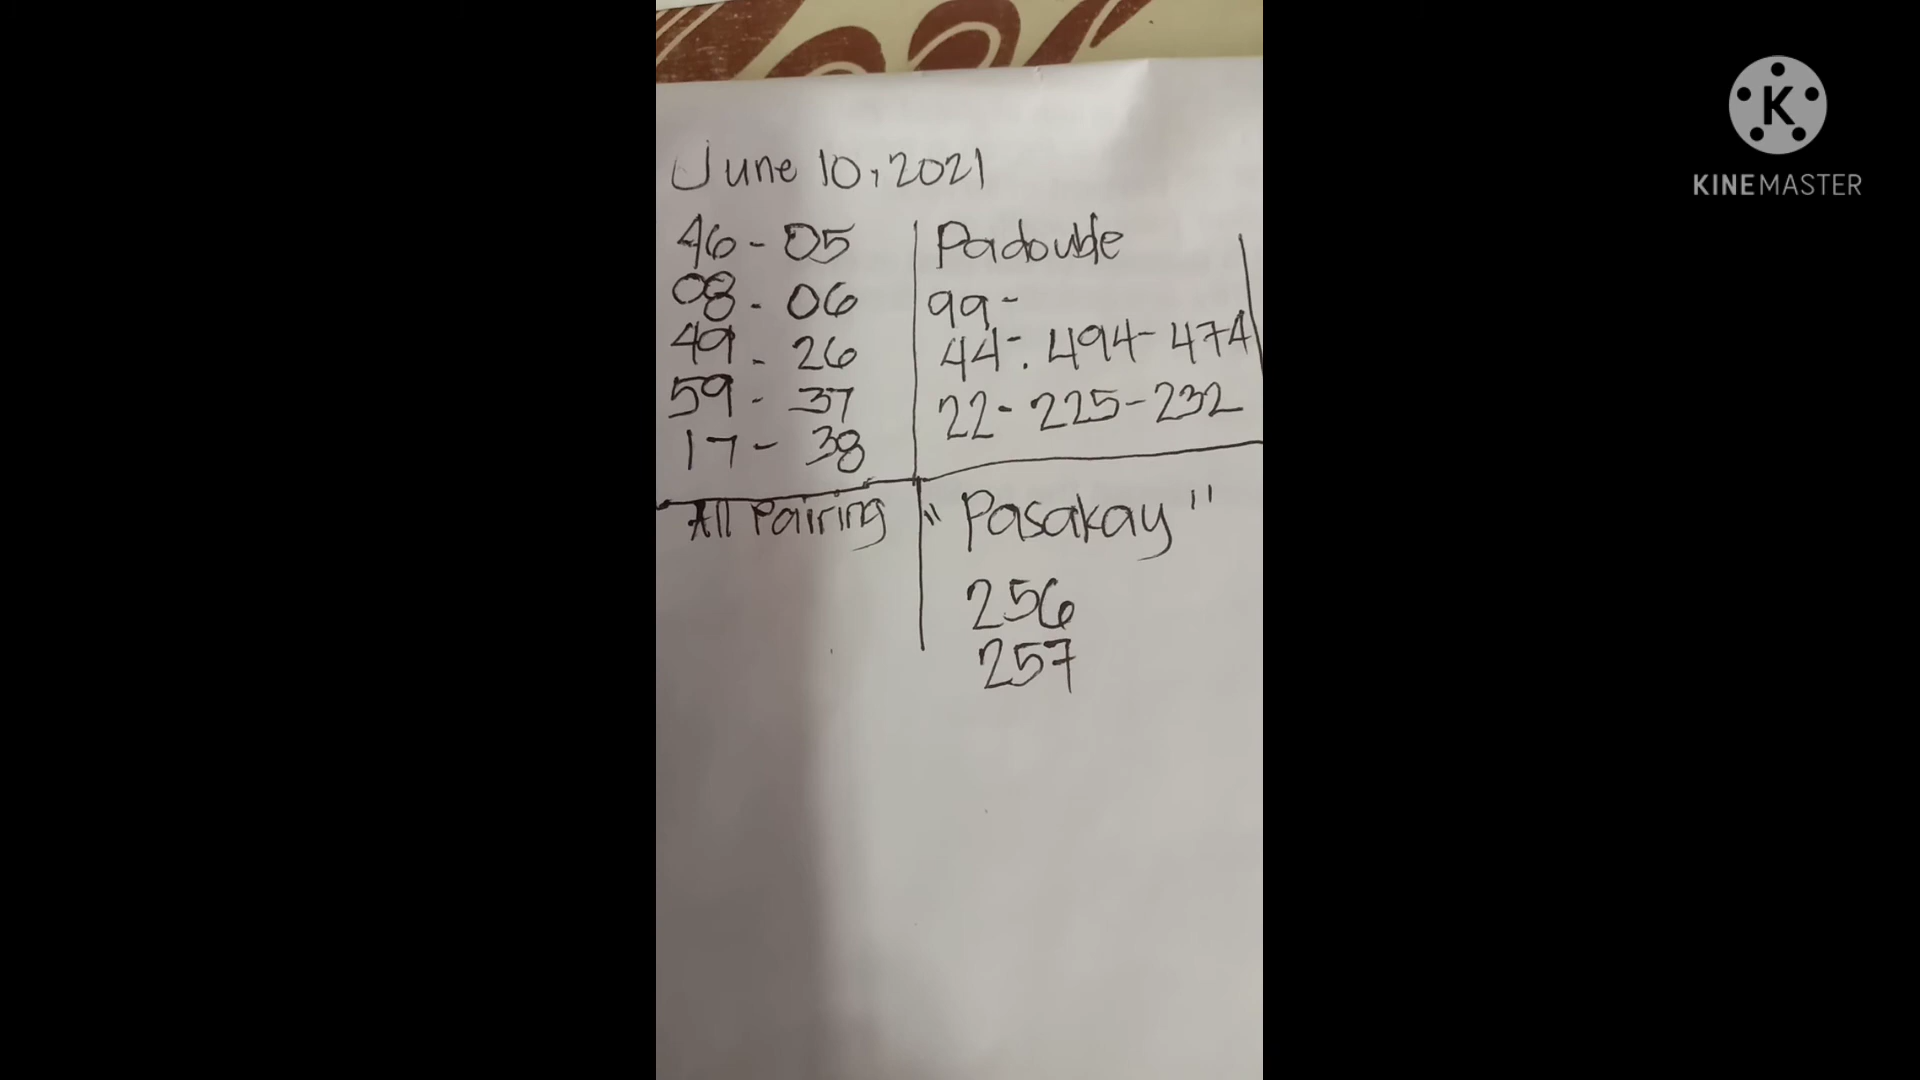 June 10, 2021
46 - 05
08 - 06
49 - 26
59 - 37
17 - 38
All Pairing
Padouble
99 -
44 - . 494 - 474
22 - 225 - 232
"Pasakay"
256
257
KINEMASTER